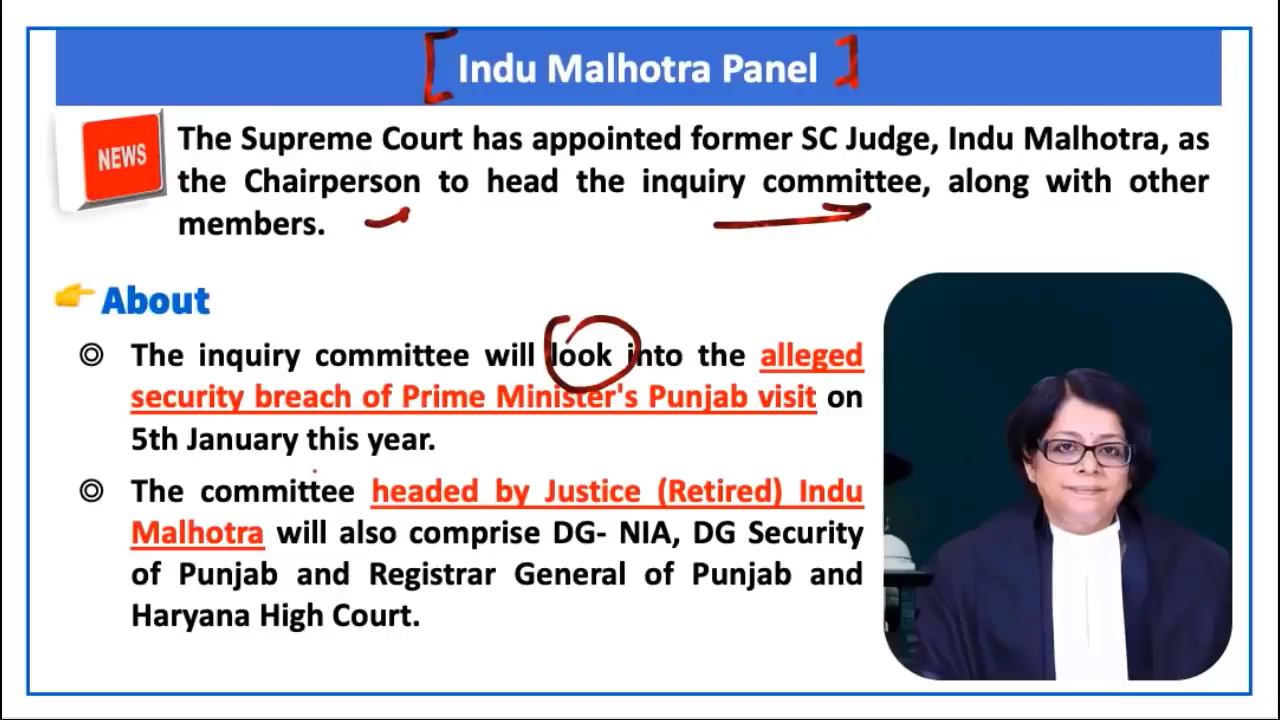 Indu Malhotra Panel
NEWS
The Supreme Court has appointed former SC Judge, Indu Malhotra, as
the Chairperson to head the inquiry committee, along with other
members.
About
The inquiry committee will look into the alleged
security breach of Prime Minister's Punjab visit on
5th January this year.
The committee headed by Justice (Retired) Indu
Malhotra will also comprise DG- NIA, DG Security
of Punjab and Registrar General of Punjab and
Haryana High Court.